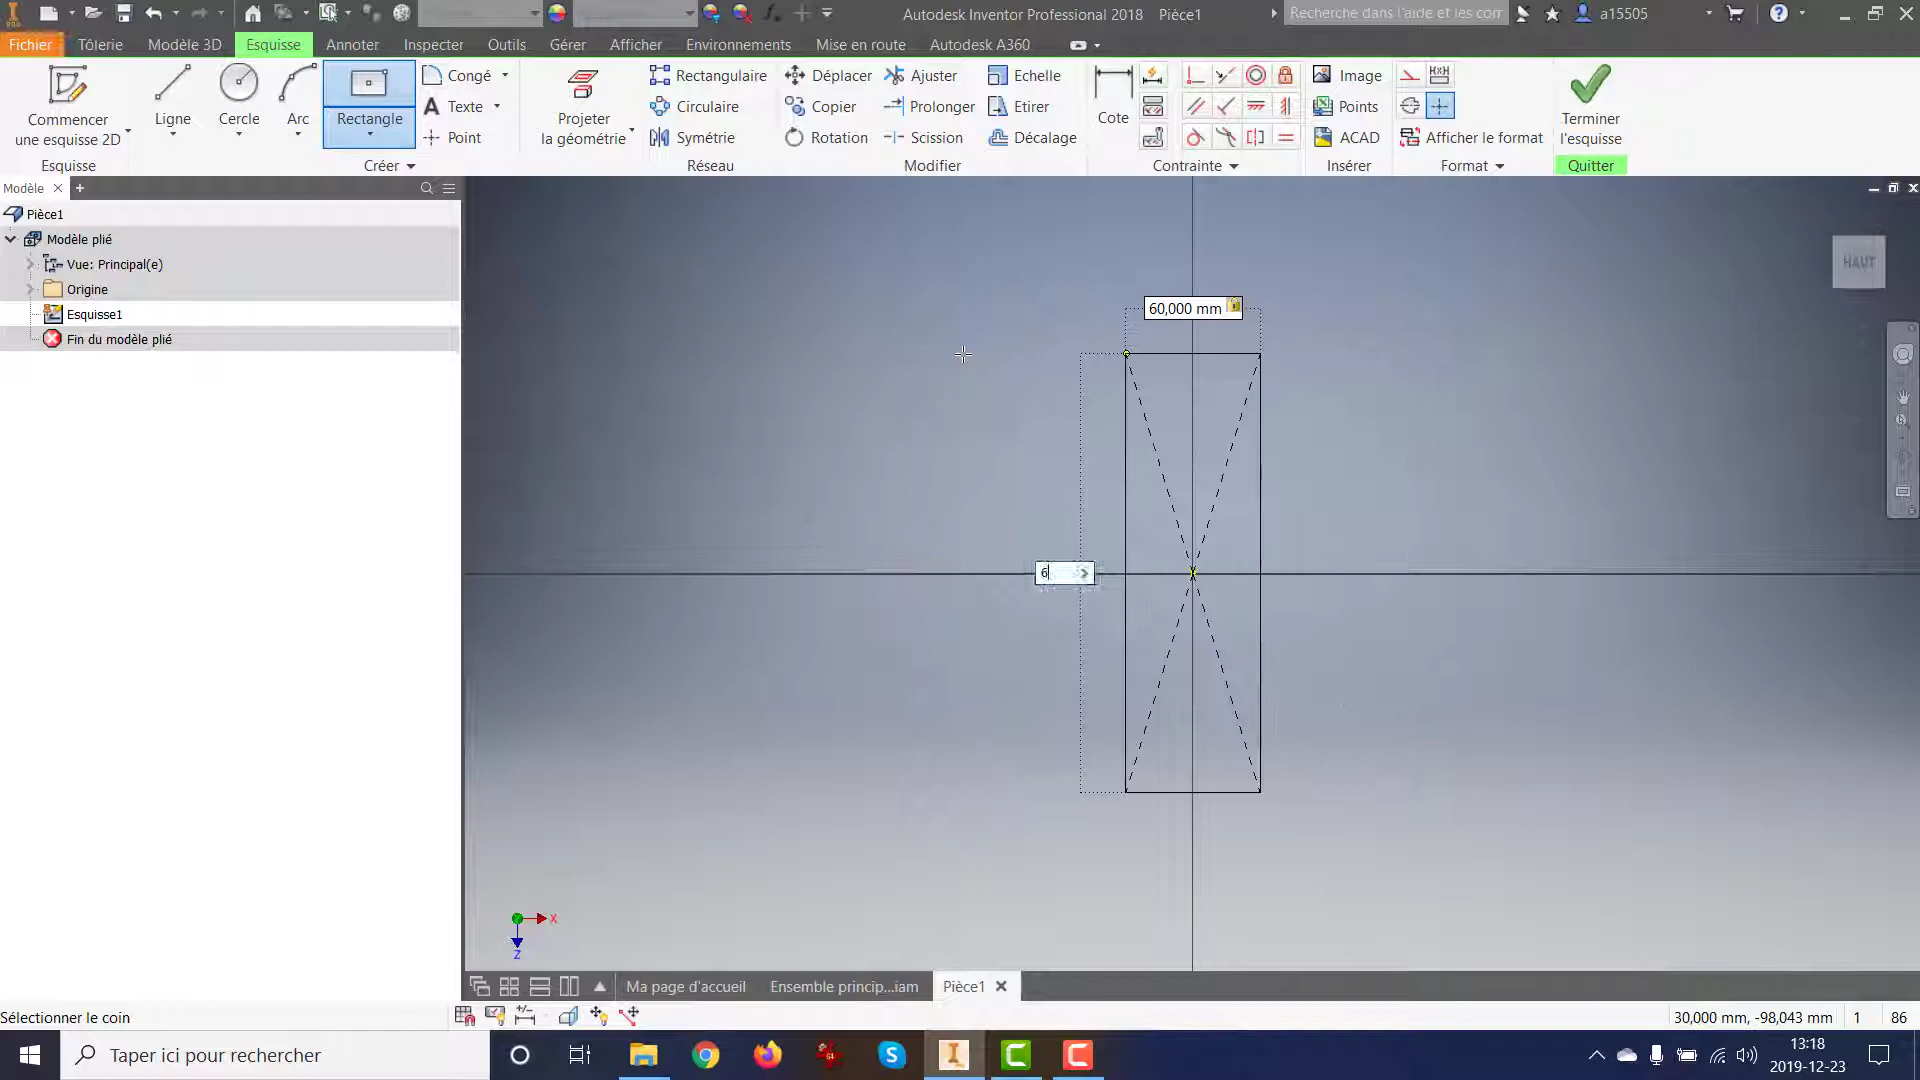 Autodesk Inventor Professional 2018 Pièce1
Recherche dans l'aide et les com
a15505
Fichier Tôlerie Modèle 3D Esquisse Annoter Inspecter Outils Gérer Afficher Environnements Mise en route Autodesk A360
Commencer
une esquisse 2D
Ligne
Cercle
Arc
Rectangle
Congé
Texte
Point
Projeter
la géométrie
Rectangulaire
Circulaire
Symétrie
Déplacer
Copier
Rotation
Ajuster
Prolonger
Scission
Echelle
Etirer
Décalage
Cote
Image
Points
ACAD
Afficher le format
Terminer
l'esquisse
Esquisse Créer Réseau Modifier Contrainte Insérer Format Quitter
Modèle
Pièce1
Modèle plié
Vue: Principal(e)
Origine
Esquisse1
Fin du modèle plié
HAUT
60,000 mm
6
X
Z
Ma page d'accueil Ensemble princip...iam Pièce1
Sélectionner le coin
30,000 mm, -98,043 mm 1 86
Taper ici pour rechercher
13:18
2019-12-23